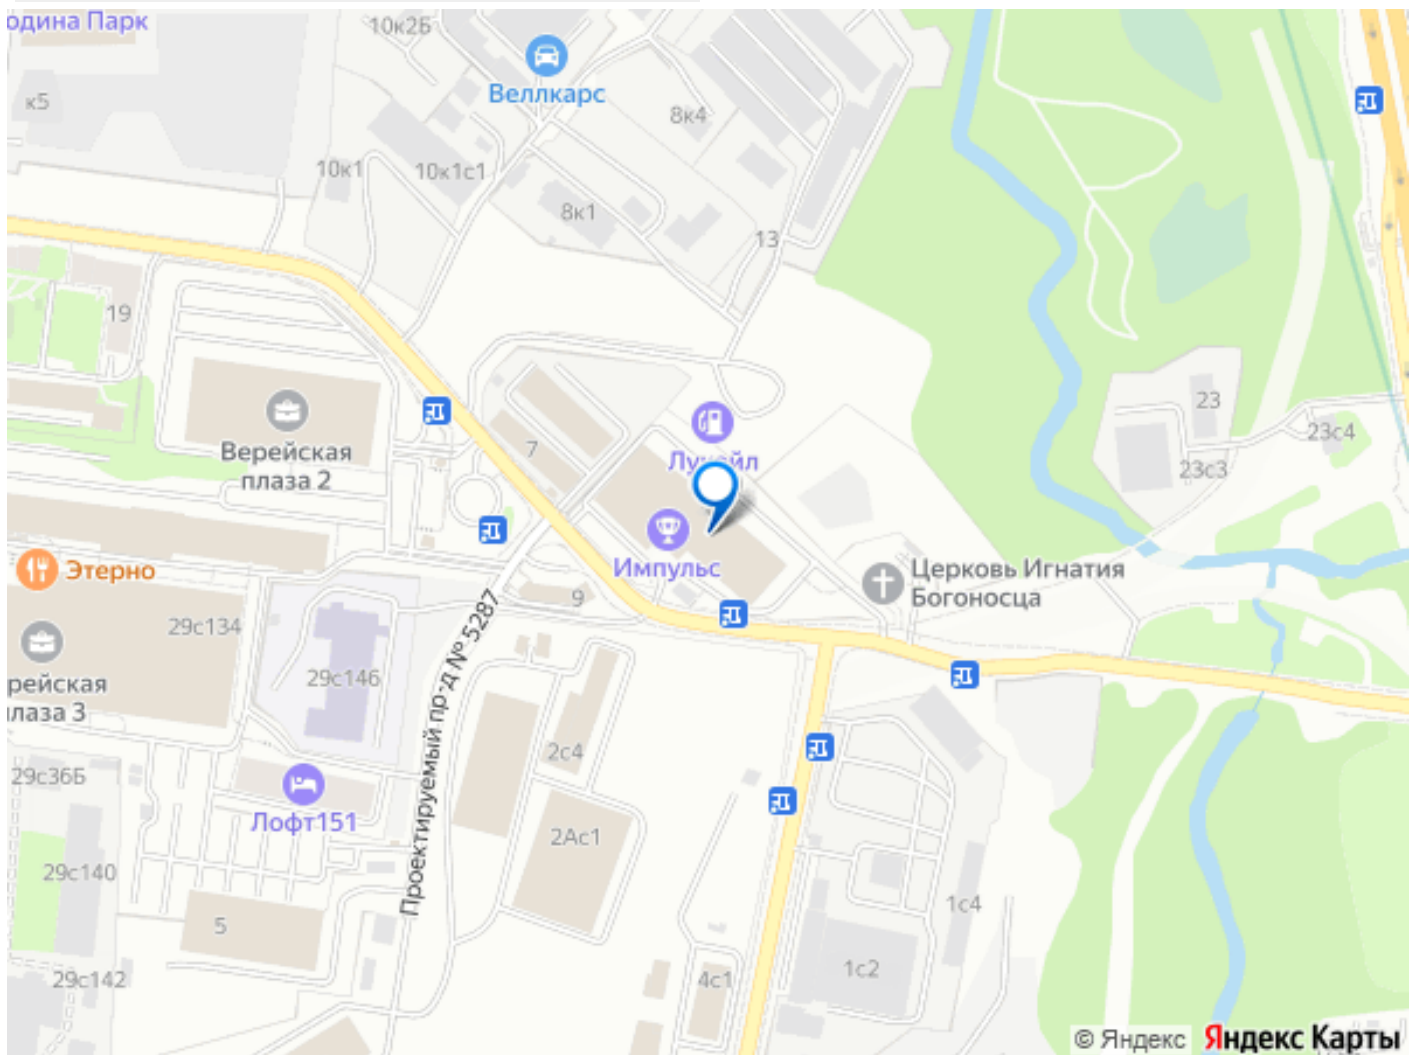 одина Парк
10к2Б
Веллкарс
к5
8к4
10к1
10к1с1
8к1
13
19
Верейская
плаза 2
7
Лукойл
23
23с4
23с3
Импульс
Этерно
9
Церковь Игнатия
Богоносца
29с134
рейская
лаза 3
29с146
Проектируемый пр-д № 5287
2с4
29с36Б
Лофт151
2Ас1
29с140
5
1с4
29с142
4с1
1с2
© Яндекс Яндекс Карты